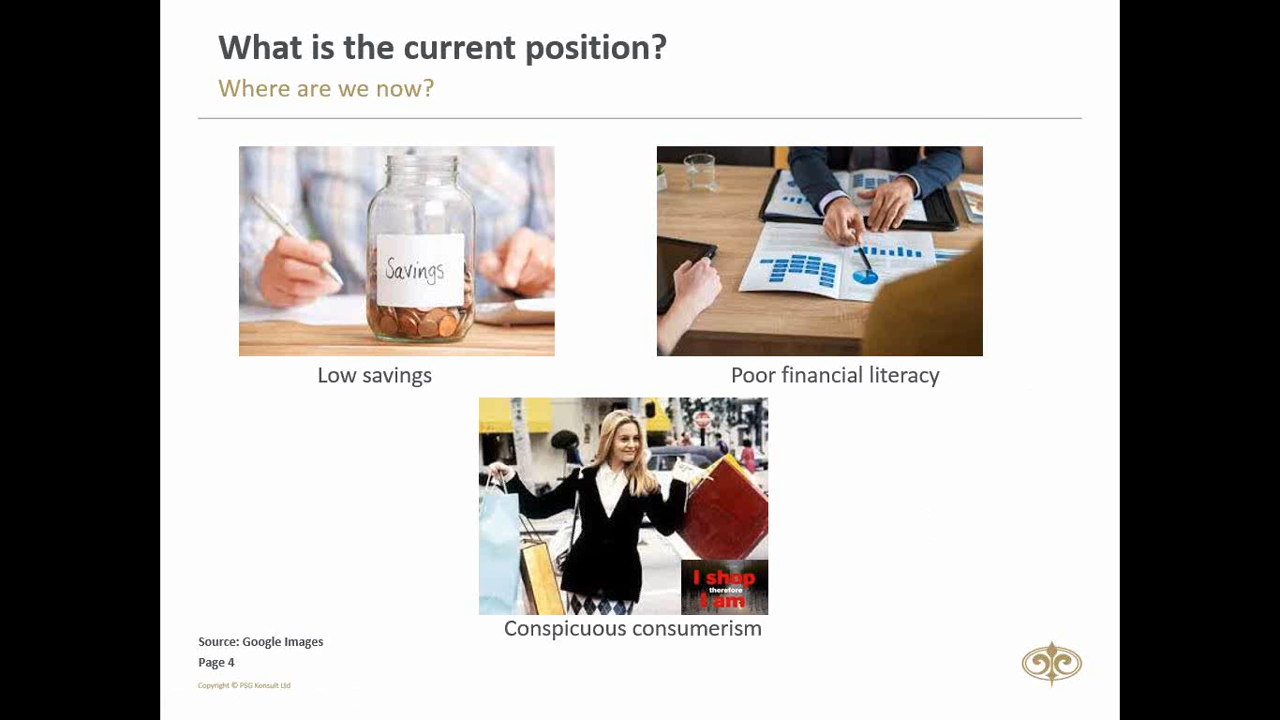 What is the current position?
Where are we now?
Savings
Low savings
Poor financial literacy
I shop
therefore
I am
Conspicuous consumerism
Source: Google Images
Page 4
Copyright © PSG Konsult Ltd